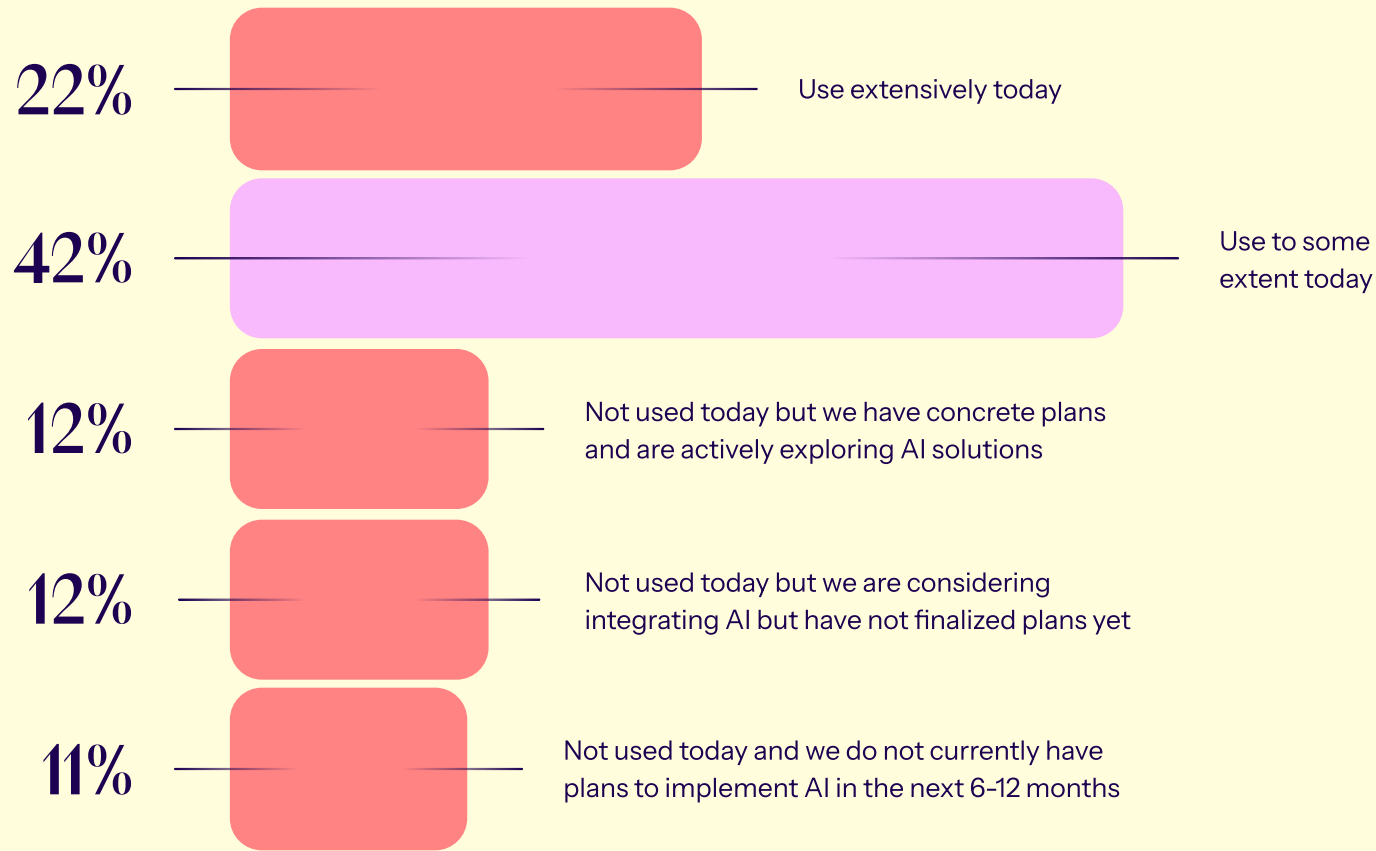 22%
Use extensively today
42%
Use to some
extent today
12%
Not used today but we have concrete plans
and are actively exploring AI solutions
12%
Not used today but we are considering
integrating AI but have not finalized plans yet
11%
Not used today and we do not currently have
plans to implement AI in the next 6-12 months